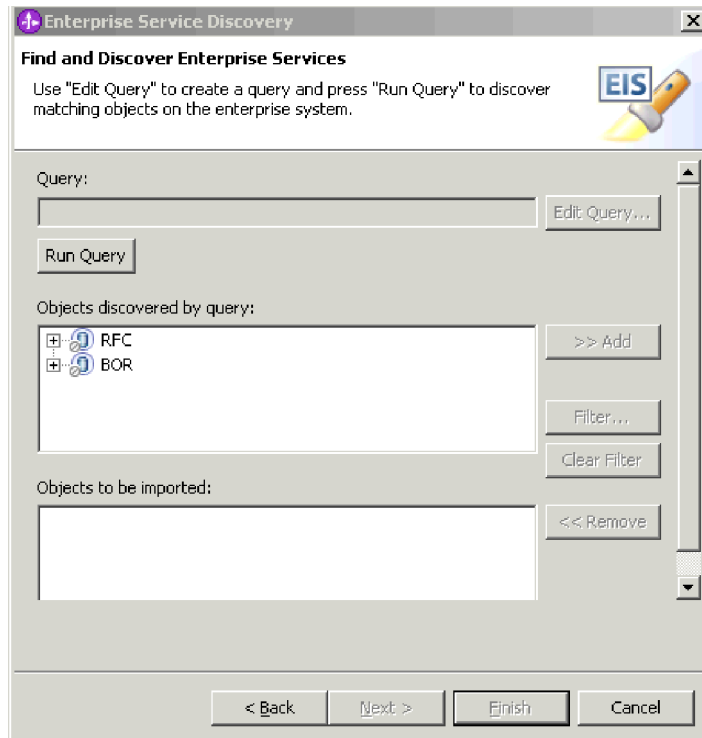 Enterprise Service Discovery
Find and Discover Enterprise Services
Use "Edit Query" to create a query and press "Run Query" to discover
matching objects on the enterprise system.
EIS
Query:
Edit Query...
Run Query
Objects discovered by query:
RFC
BOR
>> Add
Filter...
Clear Filter
Objects to be imported:
<< Remove
< Back
Next >
Finish
Cancel